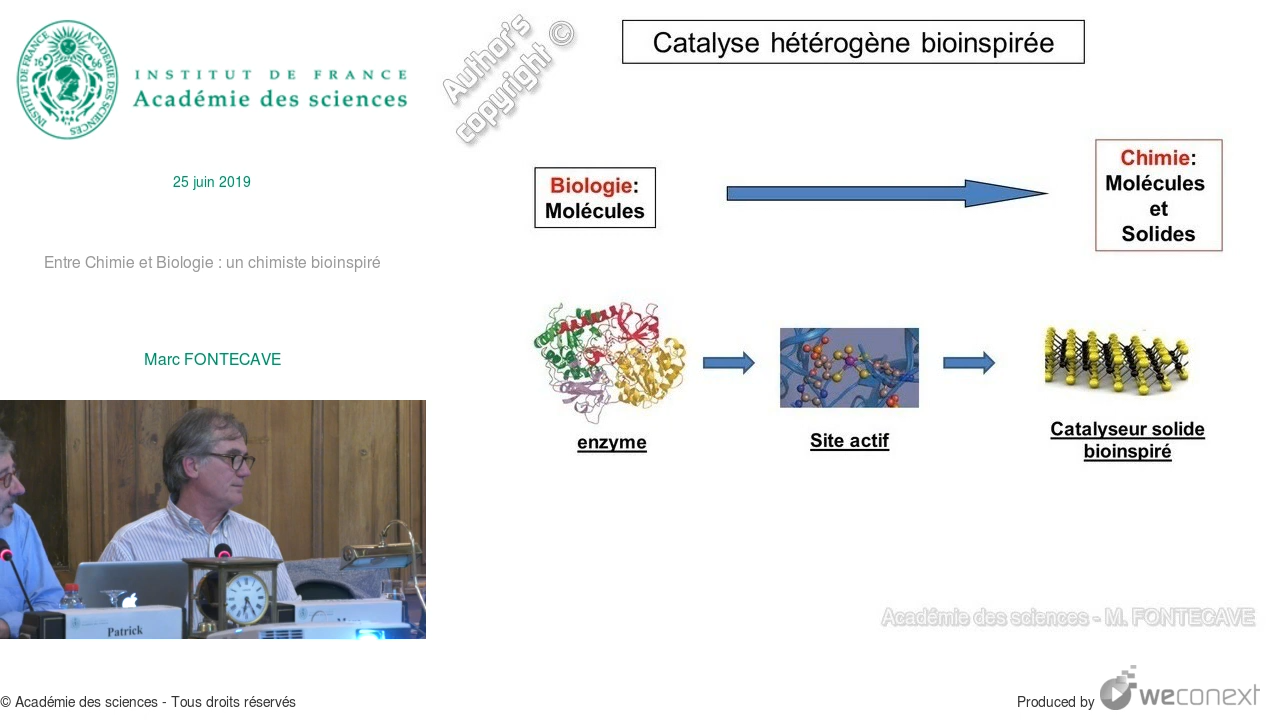 INSTITUT DE FRANCE
Académie des sciences
25 juin 2019
Entre Chimie et Biologie : un chimiste bioinspiré
Marc FONTECAVE
Patrick
Author's
copyright ©
Catalyse hétérogène bioinspirée
Biologie:
Molécules
Chimie:
Molécules
et
Solides
enzyme
Site actif
Catalyseur solide
bioinspiré
Académie des sciences - M. FONTECAVE
© Académie des sciences - Tous droits réservés
Produced by weconext